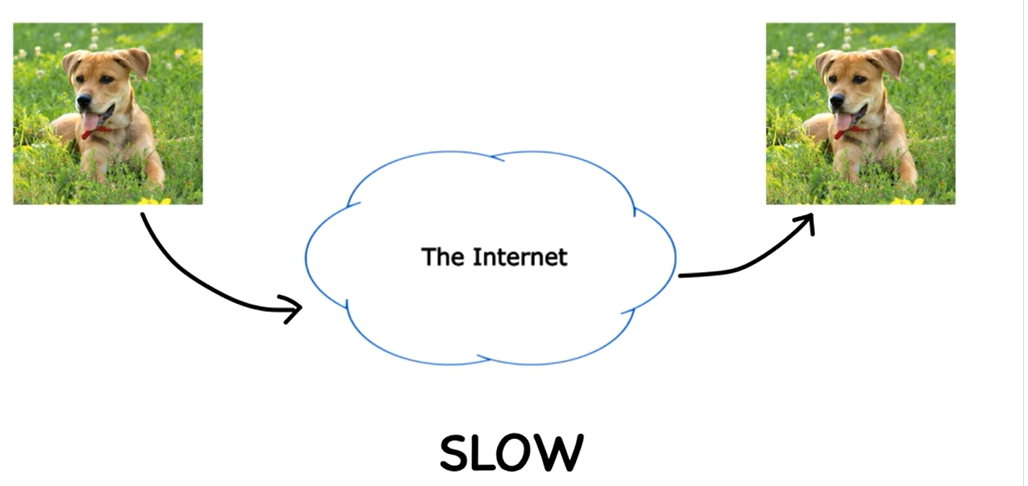 The Internet
SLOW